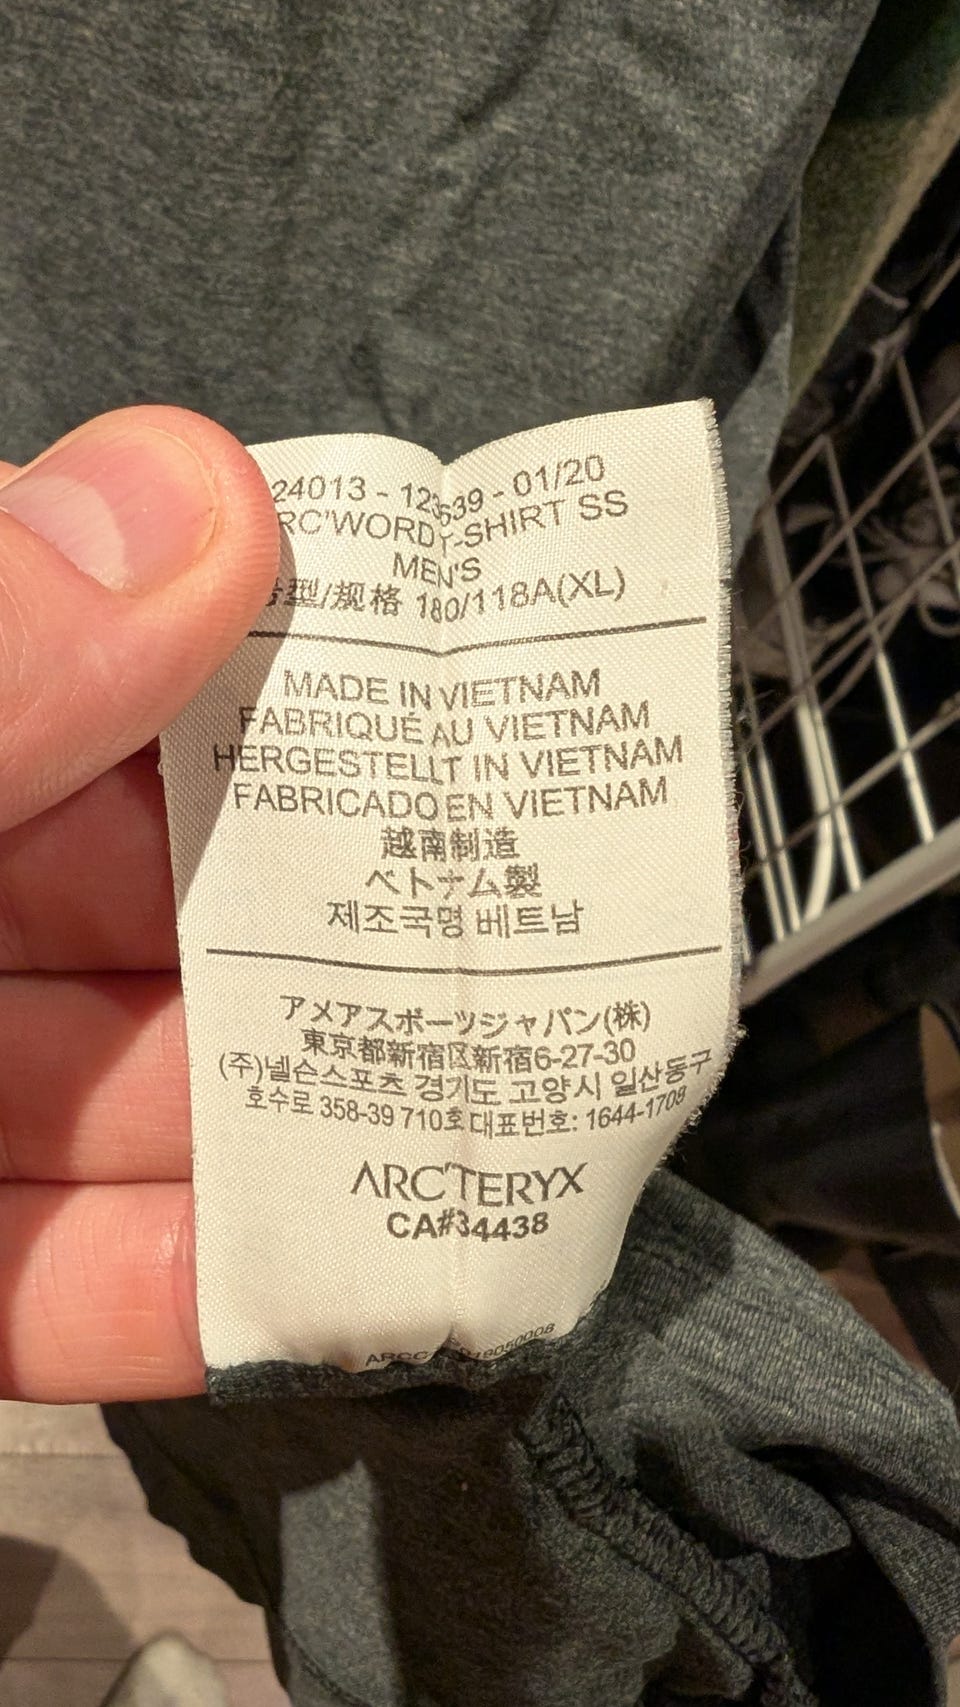 24013 - 123639 - 01/20
RC'WORD T-SHIRT SS
MEN'S
号型/规格 180/118A(XL)
MADE IN VIETNAM
FABRIQUÉ AU VIETNAM
HERGESTELLT IN VIETNAM
FABRICADO EN VIETNAM
越南制造
ベトナム製
제조국명 베트남
アメアスポーツジャパン(株)
東京都新宿区新宿6-27-30
(주)넬슨스포츠 경기도 고양시 일산동구
호수로 358-39 710호 대표번호: 1644-1709
ARC'TERYX
CA#34438